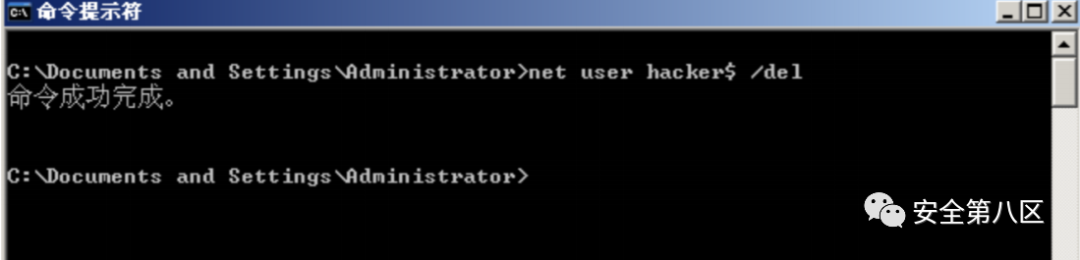 命令提示符
C:\Documents and Settings\Administrator>net user hacker$ /del
命令成功完成。
C:\Documents and Settings\Administrator>
安全第八区